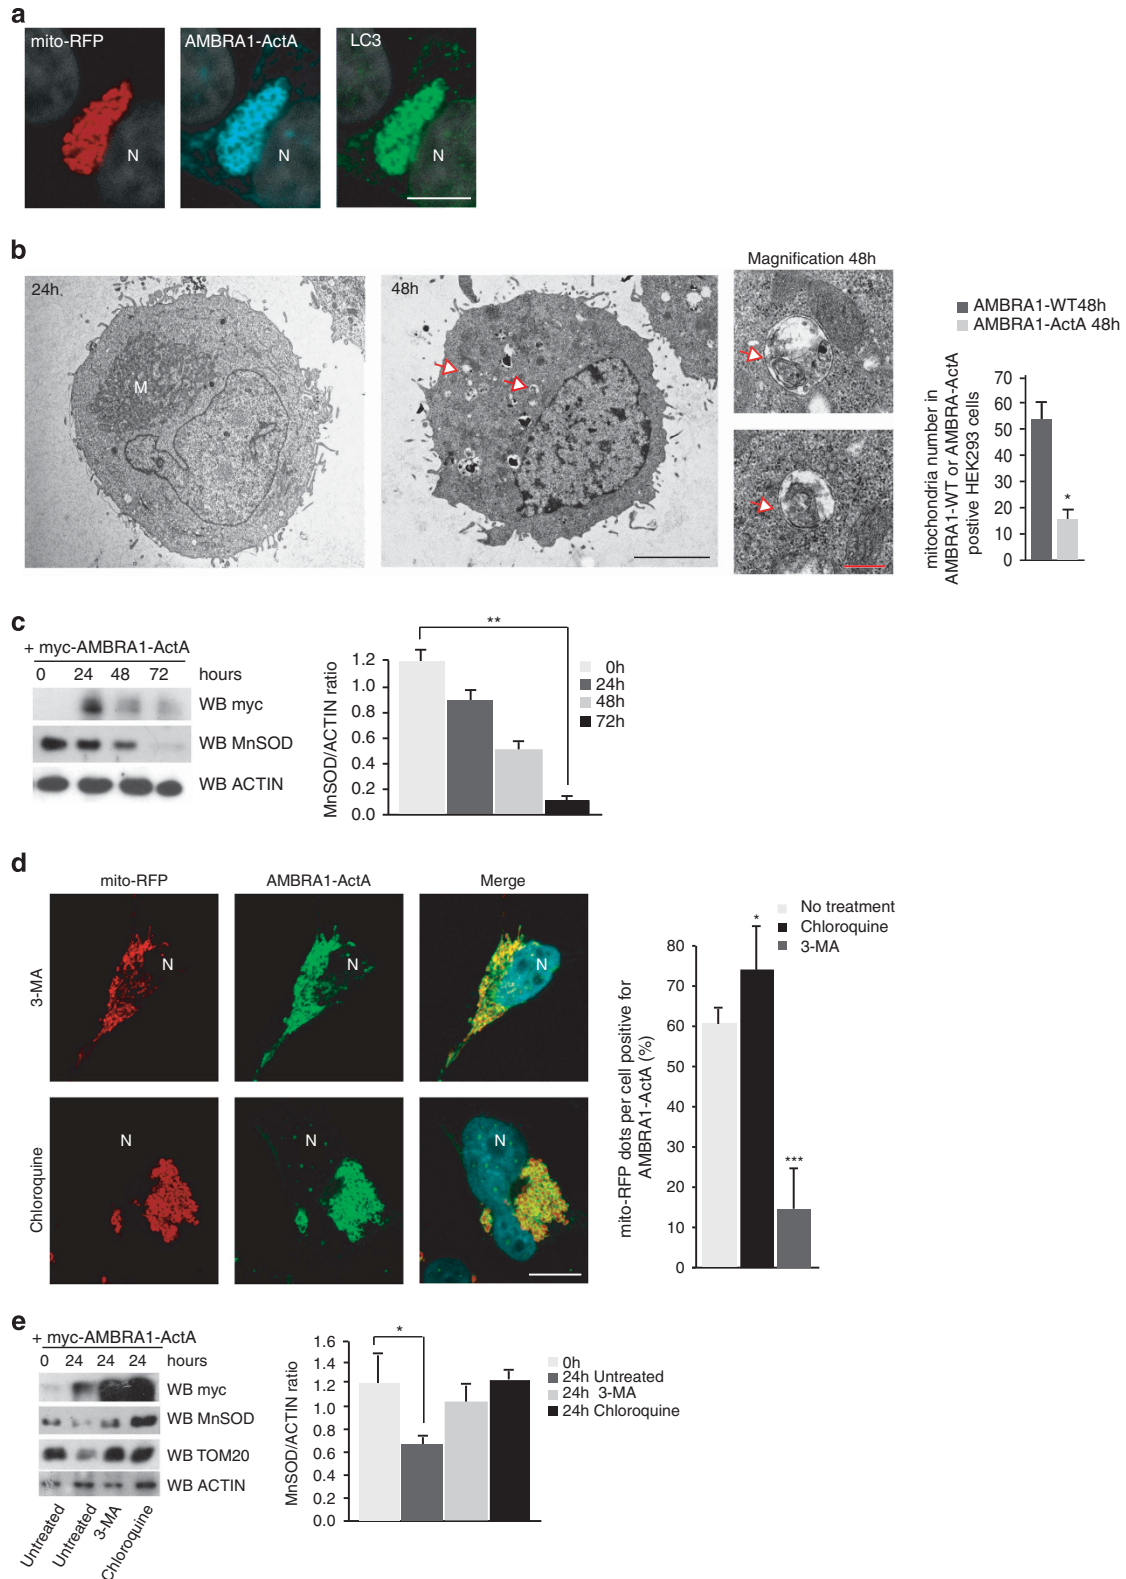 a
mito-RFP
AMBRA1-ActA
LC3
N
N
N
b
24h
M
48h
Magnification 48h
AMBRA1-WT48h
AMBRA1-ActA 48h
mitochondria number in
AMBRA1-WT or AMBRA-ActA
postive HEK293 cells
70
60
50
40
30
20
10
0
*
c
+ myc-AMBRA1-ActA
0 24 48 72 hours
WB myc
WB MnSOD
WB ACTIN
MnSOD/ACTIN ratio
1.2
1.0
0.8
0.6
0.4
0.2
0.0
**
0h
24h
48h
72h
d
mito-RFP
AMBRA1-ActA
Merge
3-MA
N
N
N
Chloroquine
N
N
N
No treatment
Chloroquine
3-MA
mito-RFP dots per cell positive for
AMBRA1-ActA (%)
80
70
60
50
40
30
20
10
0
*
***
e
+ myc-AMBRA1-ActA
0 24 24 24 hours
WB myc
WB MnSOD
WB TOM20
WB ACTIN
Untreated
Untreated
3-MA
Chloroquine
MnSOD/ACTIN ratio
1.6
1.4
1.2
1.0
0.8
0.6
0.4
0.2
0.0
*
0h
24h Untreated
24h 3-MA
24h Chloroquine